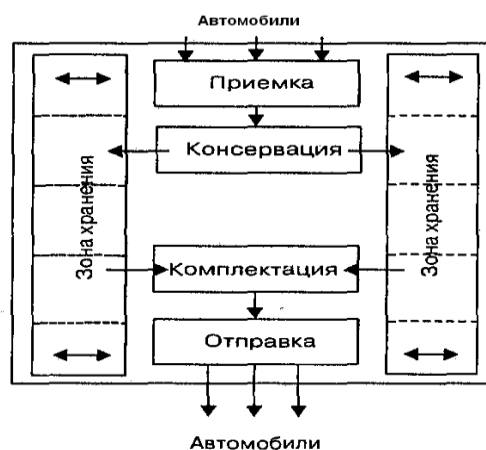 Автомобили
Приемка
Консервация
Зона хранения
Зона хранения
Комплектация
Отправка
Автомобили